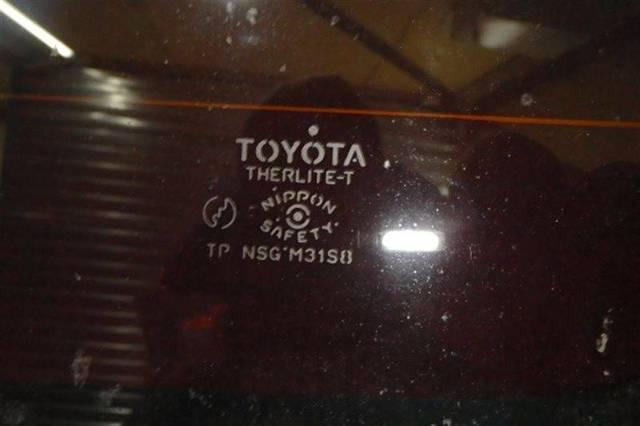 TOYOTA
THERLITE-T
NIPPON
SAFETY
TP NSG M31S8